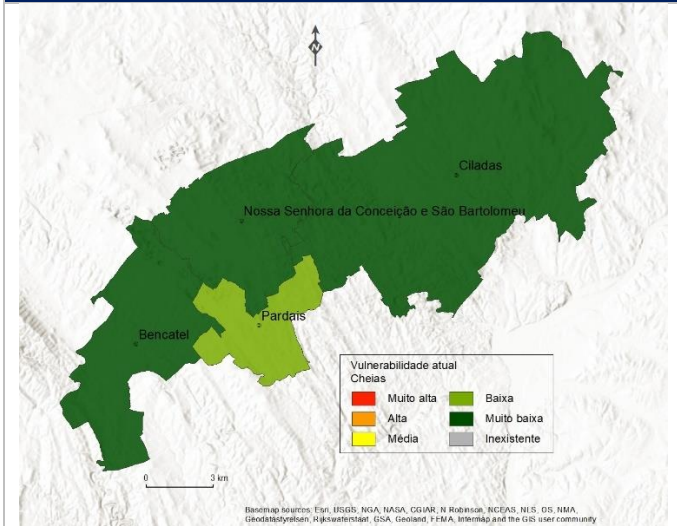 N
Ciladas
Nossa Senhora da Conceição e São Bartolomeu
Pardais
Bencatel
Vulnerabilidade atual
Cheias
Muito alta
Baixa
Alta
Muito baixa
Média
Inexistente
0 3 km
Basemap sources: Esri, USGS, NGA, NASA, CGIAR, N Robinson, NCEAS, NLS, OS, NMA,
Geodatastyrelsen, Rijkswaterstaat, GSA, Geoland, FEMA, Intermap and the GIS user community